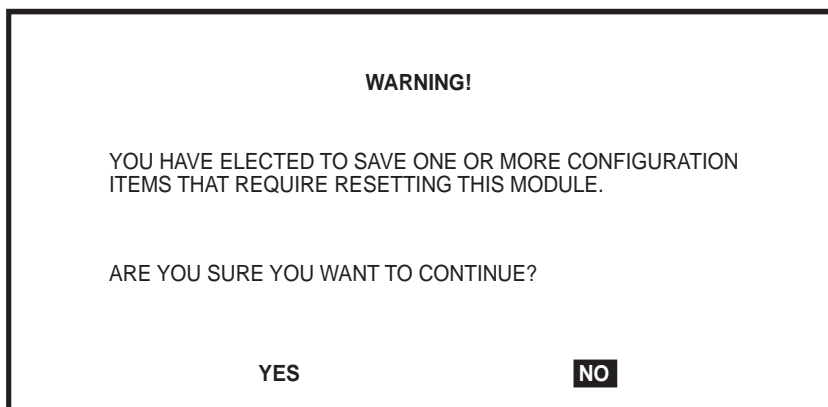 WARNING!
YOU HAVE ELECTED TO SAVE ONE OR MORE CONFIGURATION
ITEMS THAT REQUIRE RESETTING THIS MODULE.
ARE YOU SURE YOU WANT TO CONTINUE?
YES NO